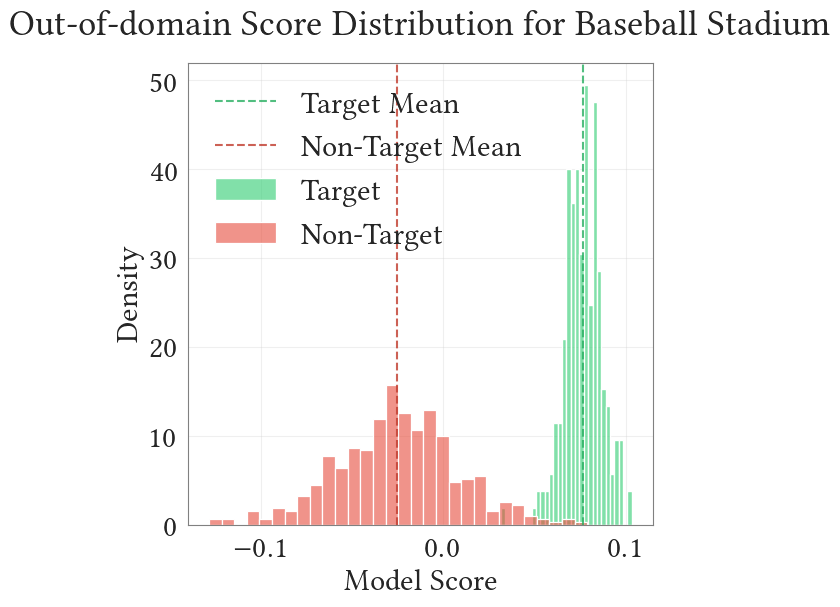 Out-of-domain Score Distribution for Baseball Stadium
50
40
30
20
10
0
Density
Target Mean
Non-Target Mean
Target
Non-Target
−0.1
0.0
0.1
Model Score